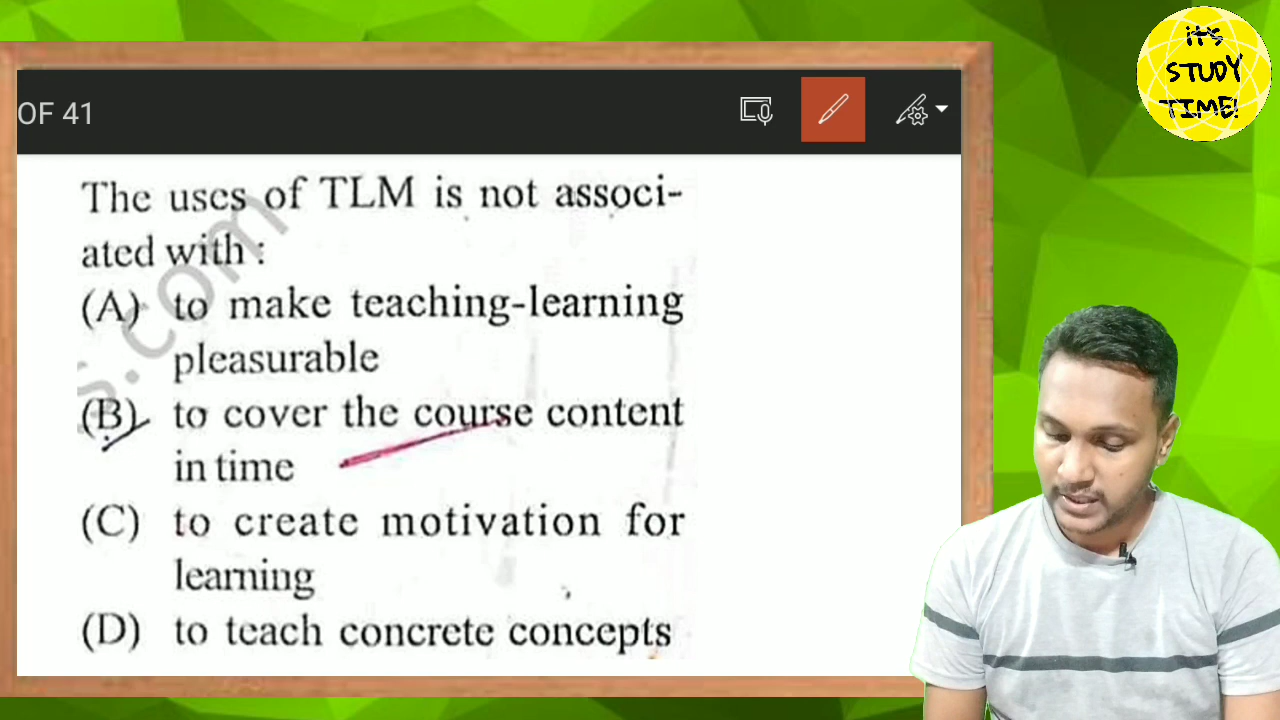 IT'S
STUDY
TIME!
OF 41
The uses of TLM is not associ-
ated with :
(A) to make teaching-learning
pleasurable
(B) to cover the course content
in time
(C) to create motivation for
learning
(D) to teach concrete concepts
s.com